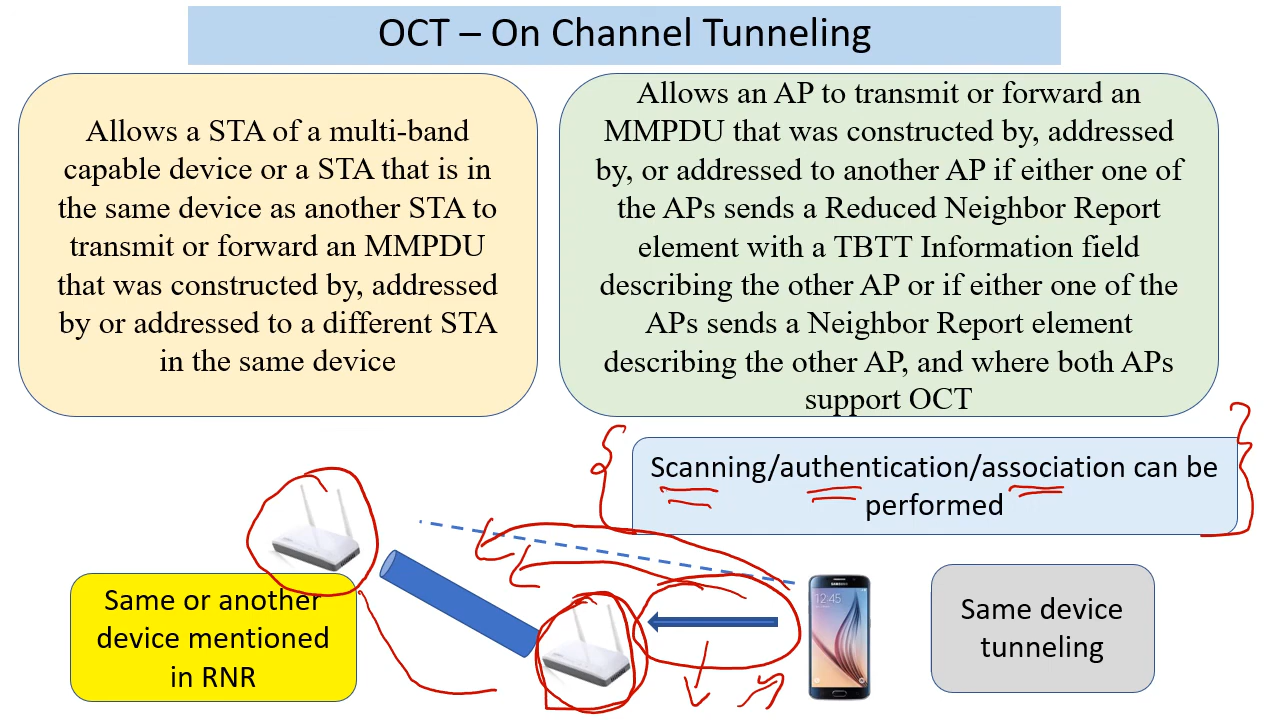 OCT – On Channel Tunneling
Allows a STA of a multi-band
capable device or a STA that is in
the same device as another STA to
transmit or forward an MMPDU
that was constructed by, addressed
by or addressed to a different STA
in the same device
Allows an AP to transmit or forward an
MMPDU that was constructed by, addressed
by, or addressed to another AP if either one of
the APs sends a Reduced Neighbor Report
element with a TBTT Information field
describing the other AP or if either one of the
APs sends a Neighbor Report element
describing the other AP, and where both APs
support OCT
Scanning/authentication/association can be
performed
Same or another
device mentioned
in RNR
SAMSUNG
12:45
Same device
tunneling